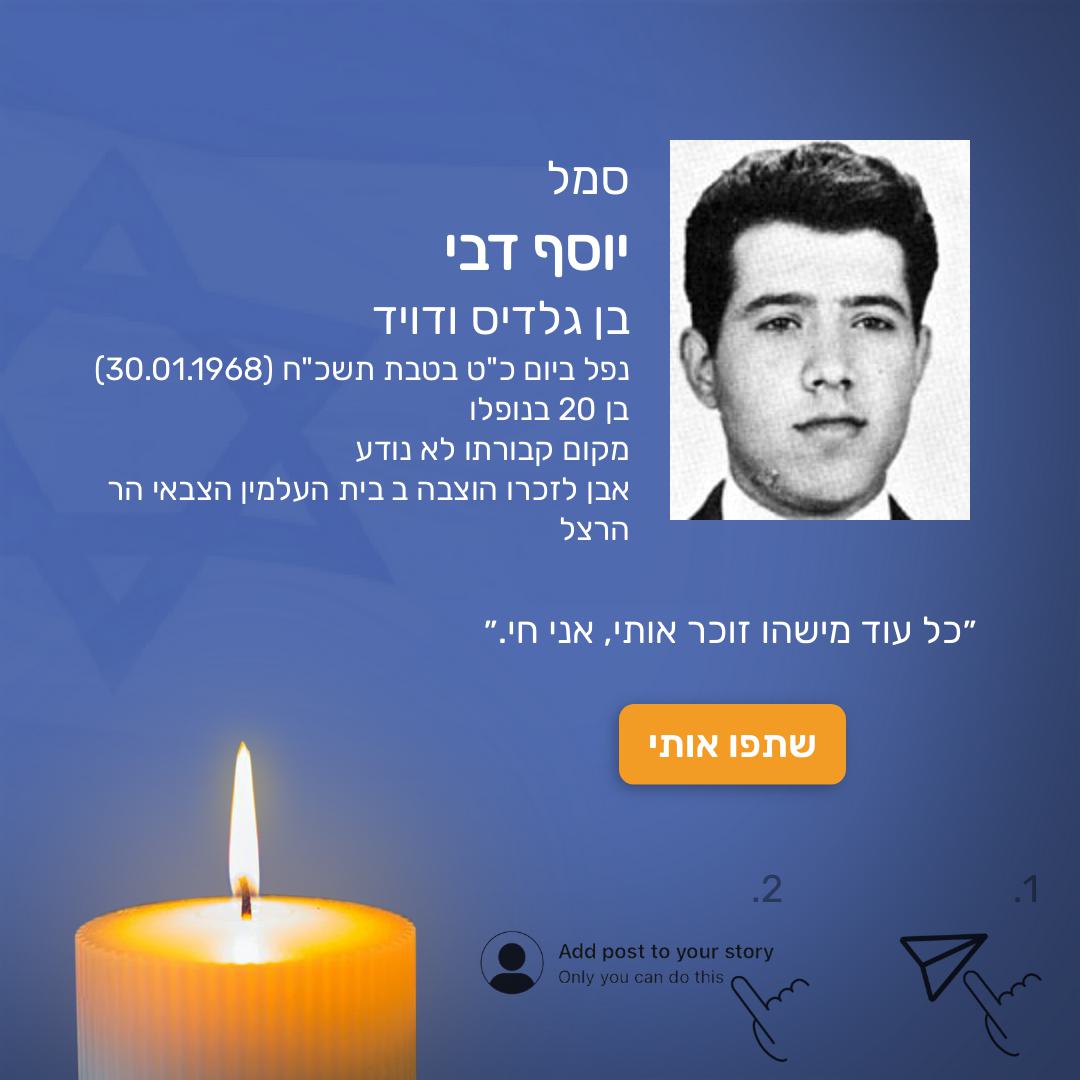 סמל
יוסף דבי
בן גלדיס ודויד
נפל ביום כ"ט בטבת תשכ"ח (30.01.1968)
בן 20 בנופלו
מקום קבורתו לא נודע
אבן לזכרו הוצבה ב בית העלמין הצבאי הר
הרצל
״כל עוד מישהו זוכר אותי, אני חי.״
שתפו אותי
.1
.2
Add post to your story
Only you can do this